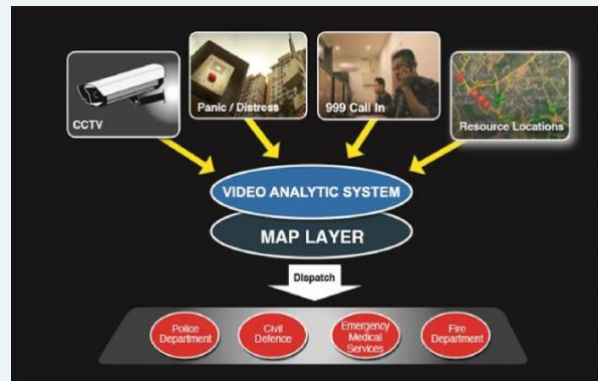 CCTV
Panic / Distress
999 Call In
Resource Locations
VIDEO ANALYTIC SYSTEM
MAP LAYER
Dispatch
Police
Department
Civil
Defence
Emergency
Medical
Services
Fire
Department